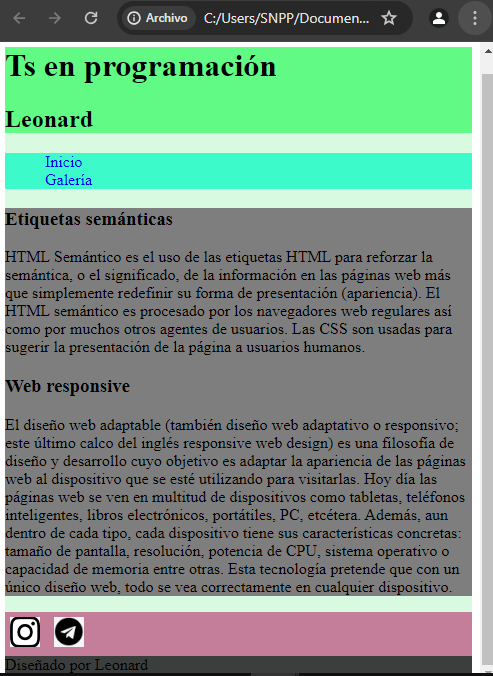 Archivo C:/Users/SNPP/Documen...
Ts en programación
Leonard
Inicio
Galería
Etiquetas semánticas
HTML Semántico es el uso de las etiquetas HTML para reforzar la
semántica, o el significado, de la información en las páginas web más
que simplemente redefinir su forma de presentación (apariencia). El
HTML semántico es procesado por los navegadores web regulares así
como por muchos otros agentes de usuarios. Las CSS son usadas para
sugerir la presentación de la página a usuarios humanos.
Web responsive
El diseño web adaptable (también diseño web adaptativo o responsivo;
este último calco del inglés responsive web design) es una filosofía de
diseño y desarrollo cuyo objetivo es adaptar la apariencia de las páginas
web al dispositivo que se esté utilizando para visitarlas. Hoy día las
páginas web se ven en multitud de dispositivos como tabletas, teléfonos
inteligentes, libros electrónicos, portátiles, PC, etcétera. Además, aun
dentro de cada tipo, cada dispositivo tiene sus características concretas:
tamaño de pantalla, resolución, potencia de CPU, sistema operativo o
capacidad de memoria entre otras. Esta tecnología pretende que con un
único diseño web, todo se vea correctamente en cualquier dispositivo.
Diseñado por Leonard